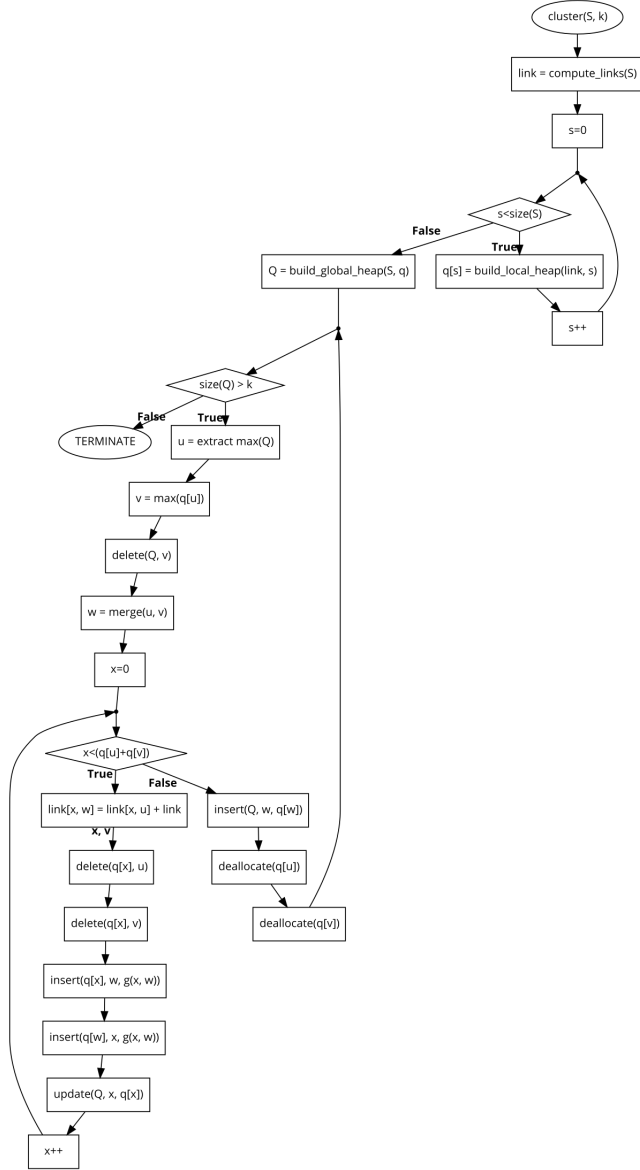 cluster(S, k)
link = compute_links(S)
s=0
s<size(S)
False
True
Q = build_global_heap(S, q)
q[s] = build_local_heap(link, s)
s++
size(Q) > k
False
True
TERMINATE
u = extract max(Q)
v = max(q[u])
delete(Q, v)
w = merge(u, v)
x=0
x<(q[u]+q[v])
True
False
link[x, w] = link[x, u] + link
insert(Q, w, q[w])
x, v
delete(q[x], u)
deallocate(q[u])
delete(q[x], v)
deallocate(q[v])
insert(q[x], w, g(x, w))
insert(q[w], x, g(x, w))
update(Q, x, q[x])
x++